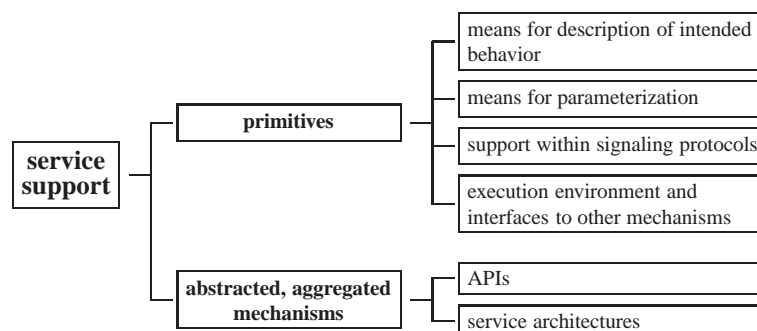 means for description of intended
behavior
means for parameterization
primitives
support within signaling protocols
service
support
execution environment and
interfaces to other mechanisms
abstracted, aggregated
mechanisms
APIs
service architectures